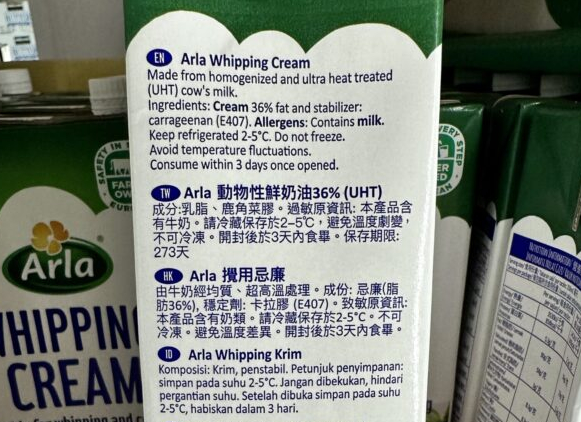 EN Arla Whipping Cream
Made from homogenized and ultra heat treated
(UHT) cow's milk.
Ingredients: Cream 36% fat and stabilizer:
carrageenan (E407). Allergens: Contains milk.
Keep refrigerated 2-5°C. Do not freeze.
Avoid temperature fluctuations.
Consume within 3 days once opened.
TW Arla 動物性鮮奶油36% (UHT)
成分:乳脂、鹿角菜膠。過敏原資訊: 本產品含
有牛奶。請冷藏保存於2–5℃，避免溫度劇變，
不可冷凍。開封後於3天內食畢。保存期限:
273天
HK Arla 攪用忌廉
由牛奶經均質、超高溫處理。成份: 忌廉(脂
肪36%), 穩定劑: 卡拉膠 (E407)。致敏原資訊:
本產品含有奶類。請冷藏保存於2-5°C。不可
冷凍。避免溫度差異。開封後於3天內食畢。
ID Arla Whipping Krim
Komposisi: Krim, penstabil. Petunjuk penyimpanan:
simpan pada suhu 2-5°C. Jangan dibekukan, hindari
pergantian suhu. Setelah dibuka simpan pada suhu
2-5°C, habiskan dalam 3 hari.
Arla
WHIPPIN
CREAM
SAFETY IN
EVERY STEP